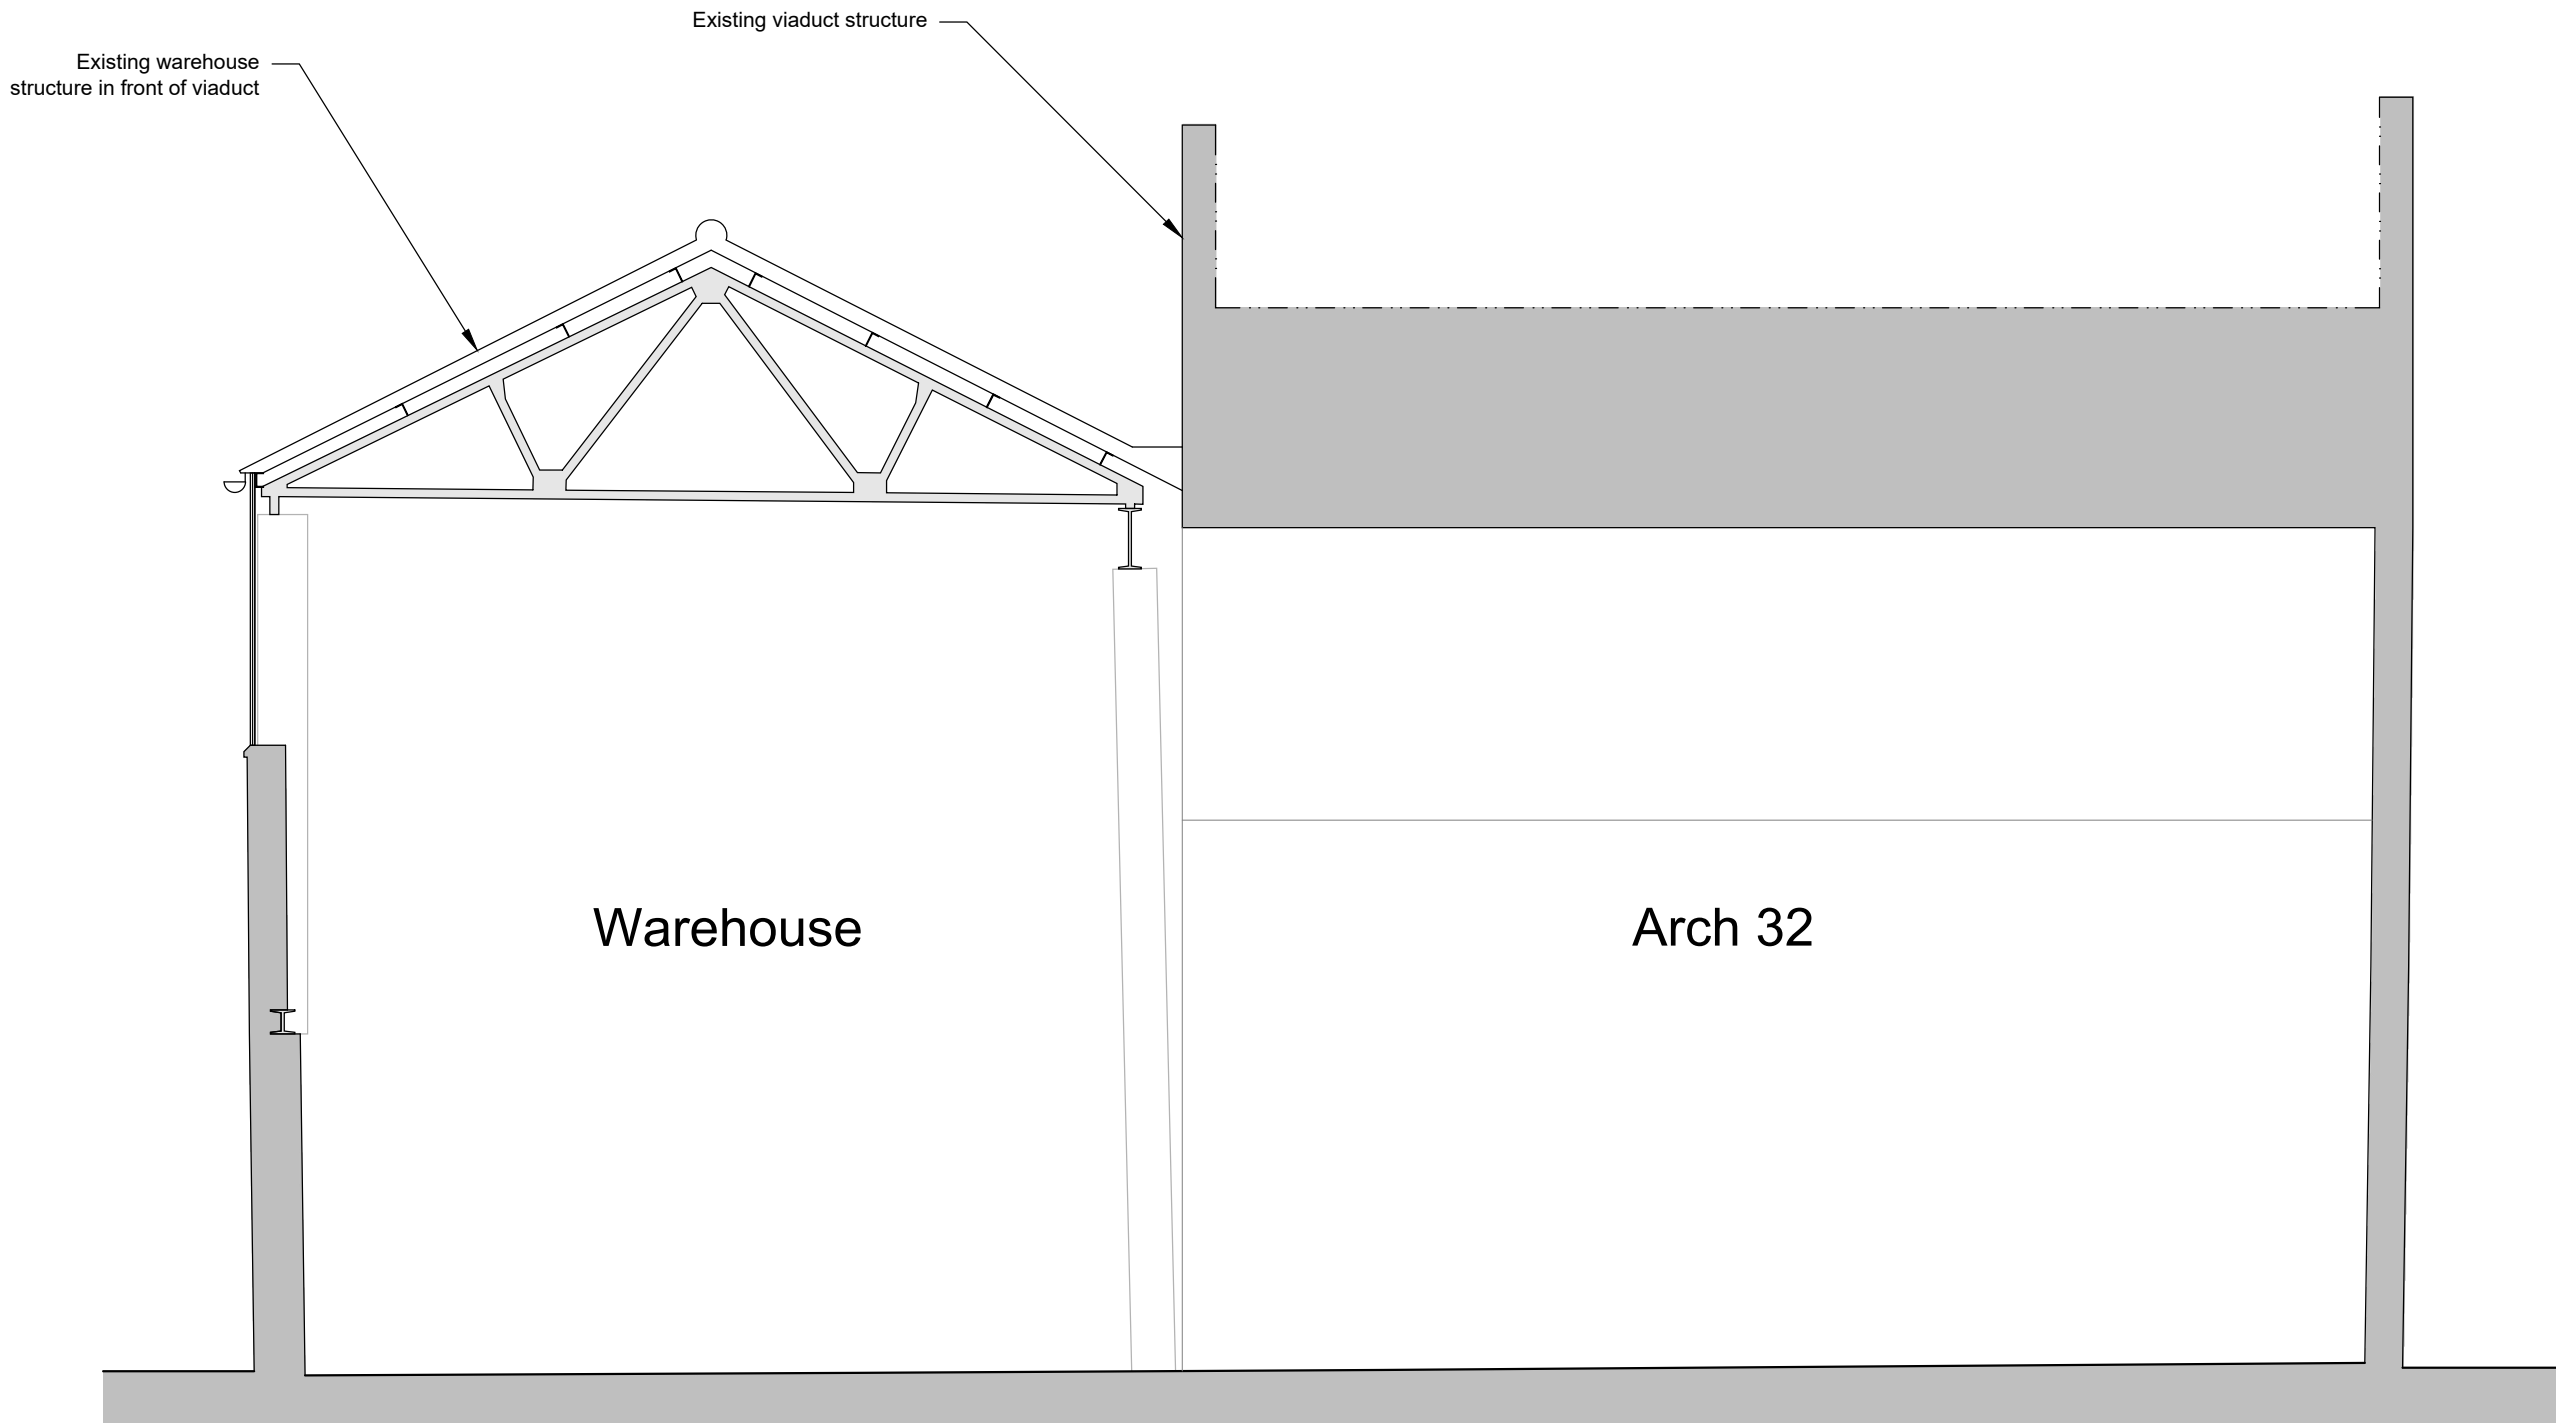 Existing viaduct structure
Existing warehouse
structure in front of viaduct
Warehouse
Arch 32